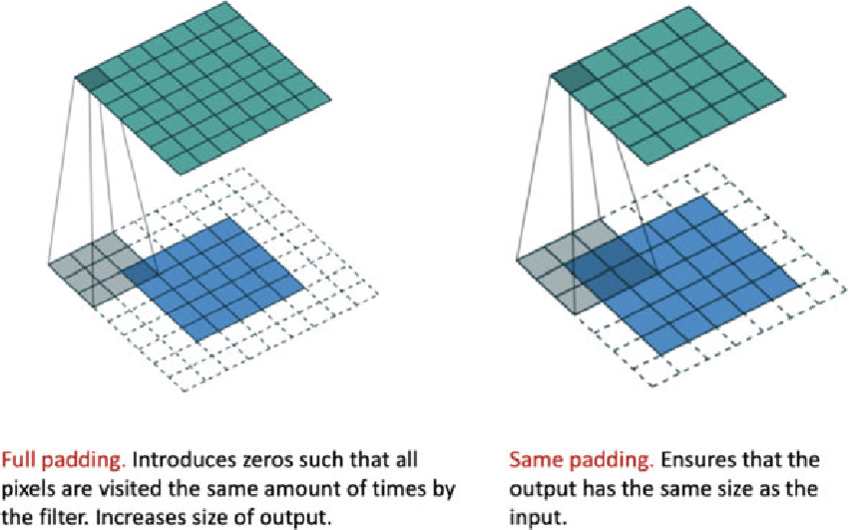 Full padding. Introduces zeros such that all
pixels are visited the same amount of times by
the filter. Increases size of output.
Same padding. Ensures that the
output has the same size as the
input.